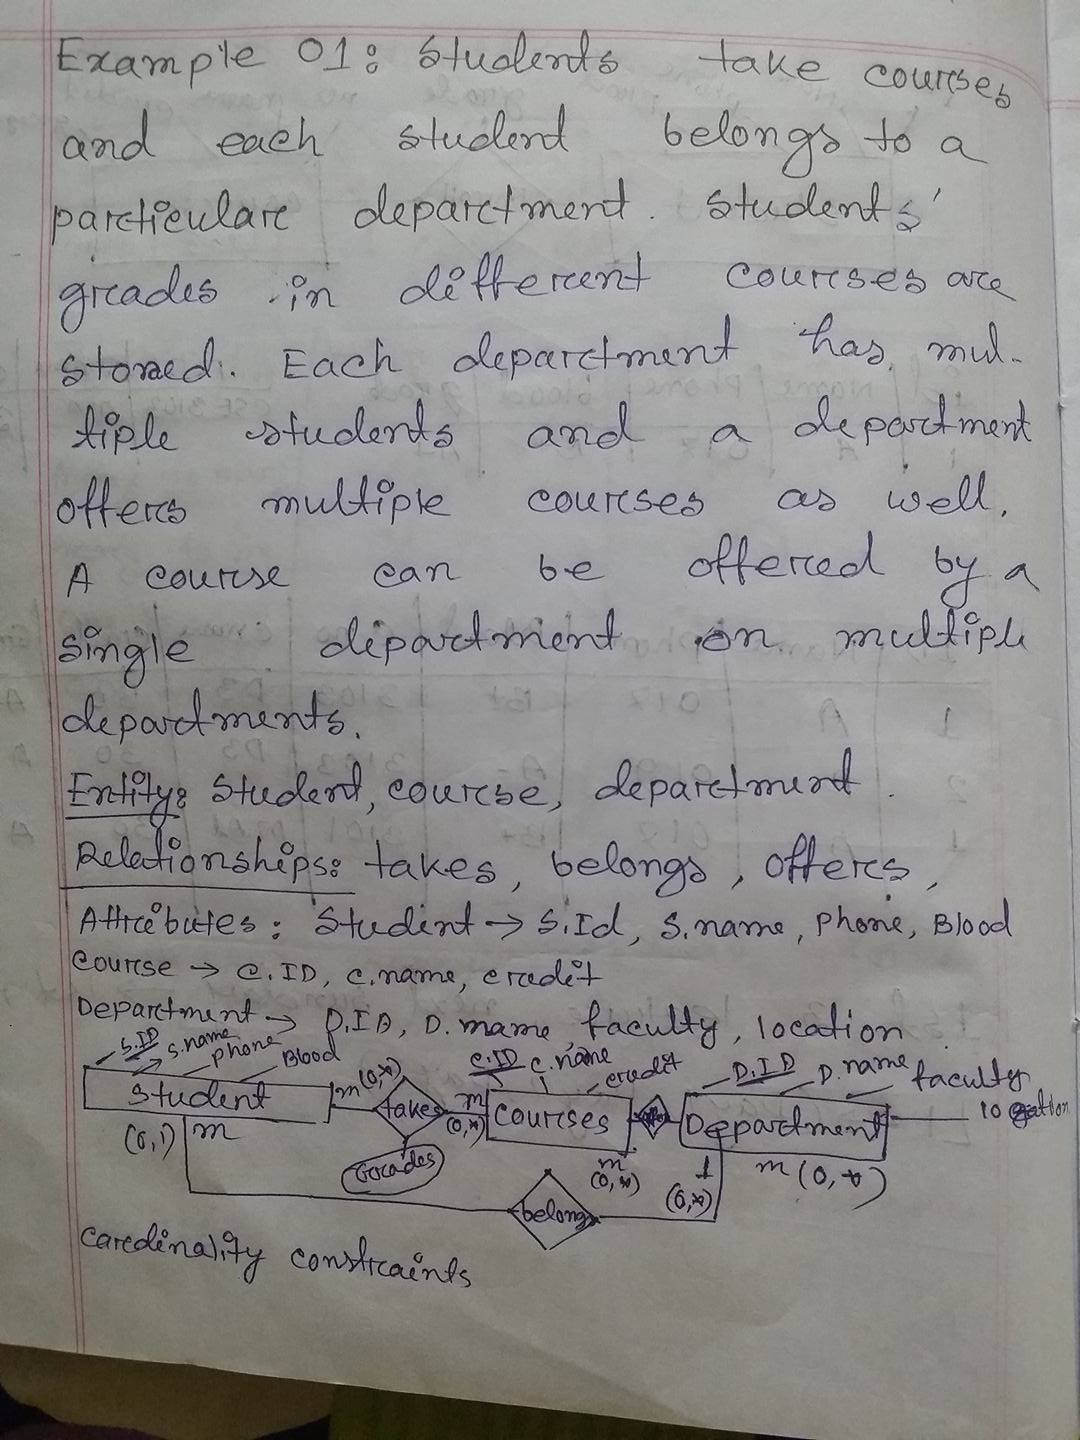 Example 01: Students take courses
and each student belongs to a
particular department. Students'
grades in different courses are
stored. Each department has mul-
tiple students and a department
offers multiple courses as well.
A course can be offered by a
single department or multiple
departments.
Entity: Student, course, department.
Relationships: takes, belongs, offers,
Attributes: Student → S.Id, S.name, Phone, Blood
Course → C.ID, C.name, credit
Department → D.ID, D.name, faculty, location
S.ID S.name Phone Blood C.ID C.name credit D.ID D.name faculty location
Student m(0,*) takes m (0,*) Courses Department
(0,1) m Grades m (0,*) 1 (0,*) m(0,*)
belongs
Cardinality constraints